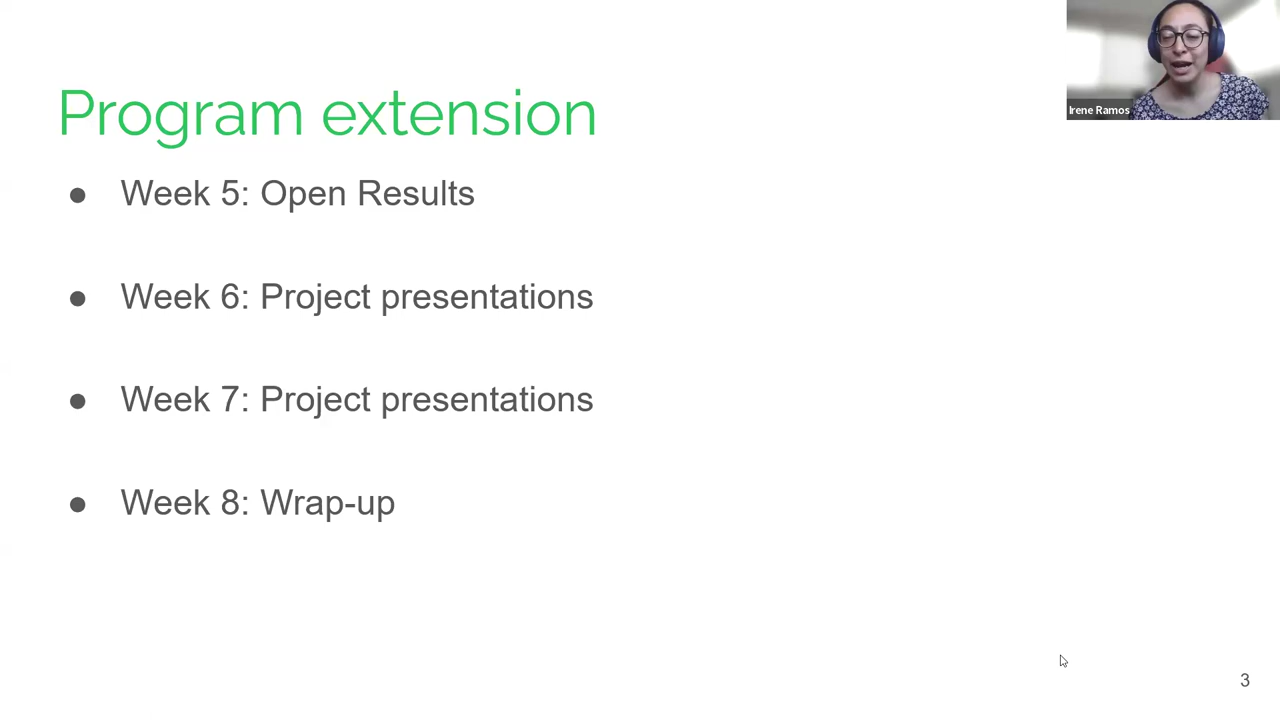 Program extension
● Week 5: Open Results
● Week 6: Project presentations
● Week 7: Project presentations
● Week 8: Wrap-up
Irene Ramos
3